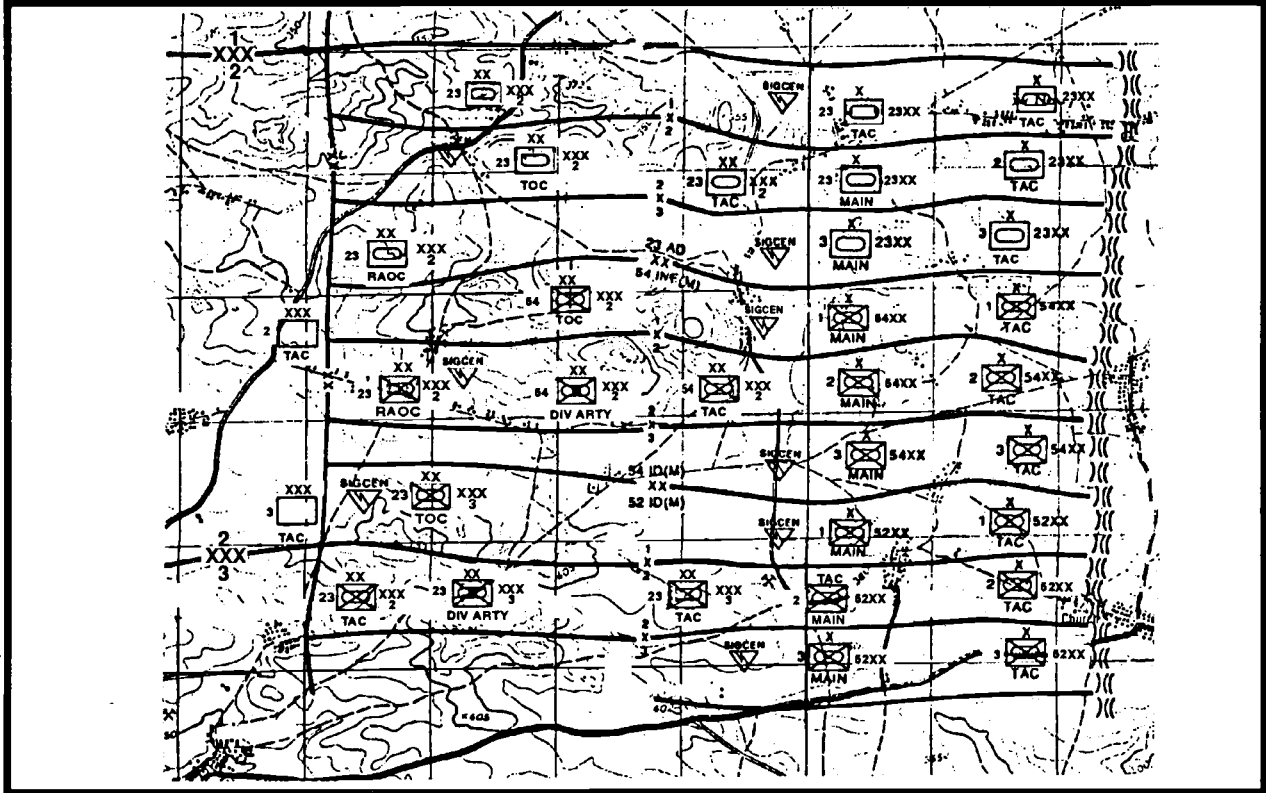 1
XXX
2
XX
23 XXX
2
SIGCEN
X
23 23XX
TAC
X
23XX
TAC
1
X
2
55
XX
23 XXX
2
TOC
XX
23 XXX
2
TAC
23 23XX
MAIN
X
2 23XX
TAC
2
X
3
XX
23 XXX
2
RAOC
23 AD
XX
54 INF(M)
SIGCEN
X
3 23XX
MAIN
X
3 23XX
TAC
XX
54 XXX
2
TOC
SIGCEN
X
1 54XX
MAIN
X
1 54XX
TAC
XXX
2
TAC
X
2
SIGCEN
XX
23 XXX
2
RAOC
XX
54 XXX
2
DIV ARTY
XX
54 XXX
2
TAC
X
2 54XX
MAIN
X
2 54XX
TAC
2
X
3
SIGCEN
X
3 54XX
MAIN
X
3 54XX
TAC
54 ID(M)
XX
52 ID(M)
XXX
3
TAC
SIGCEN
XX
23 XXX
3
TOC
SIGCEN
X
1 52XX
MAIN
X
1 52XX
TAC
2
XXX
3
1
X
2
603
XX
23 XXX
2
TAC
XX
23 XXX
3
DIV ARTY
XX
23 XXX
3
TAC
TAC
2 52XX
MAIN
X
2 52XX
TAC
2
X
3
SIGCEN
X
3 52XX
MAIN
X
3 52XX
TAC
605